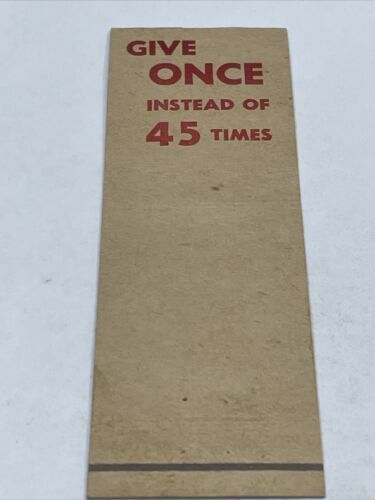 GIVE
ONCE
INSTEAD OF
45 TIMES